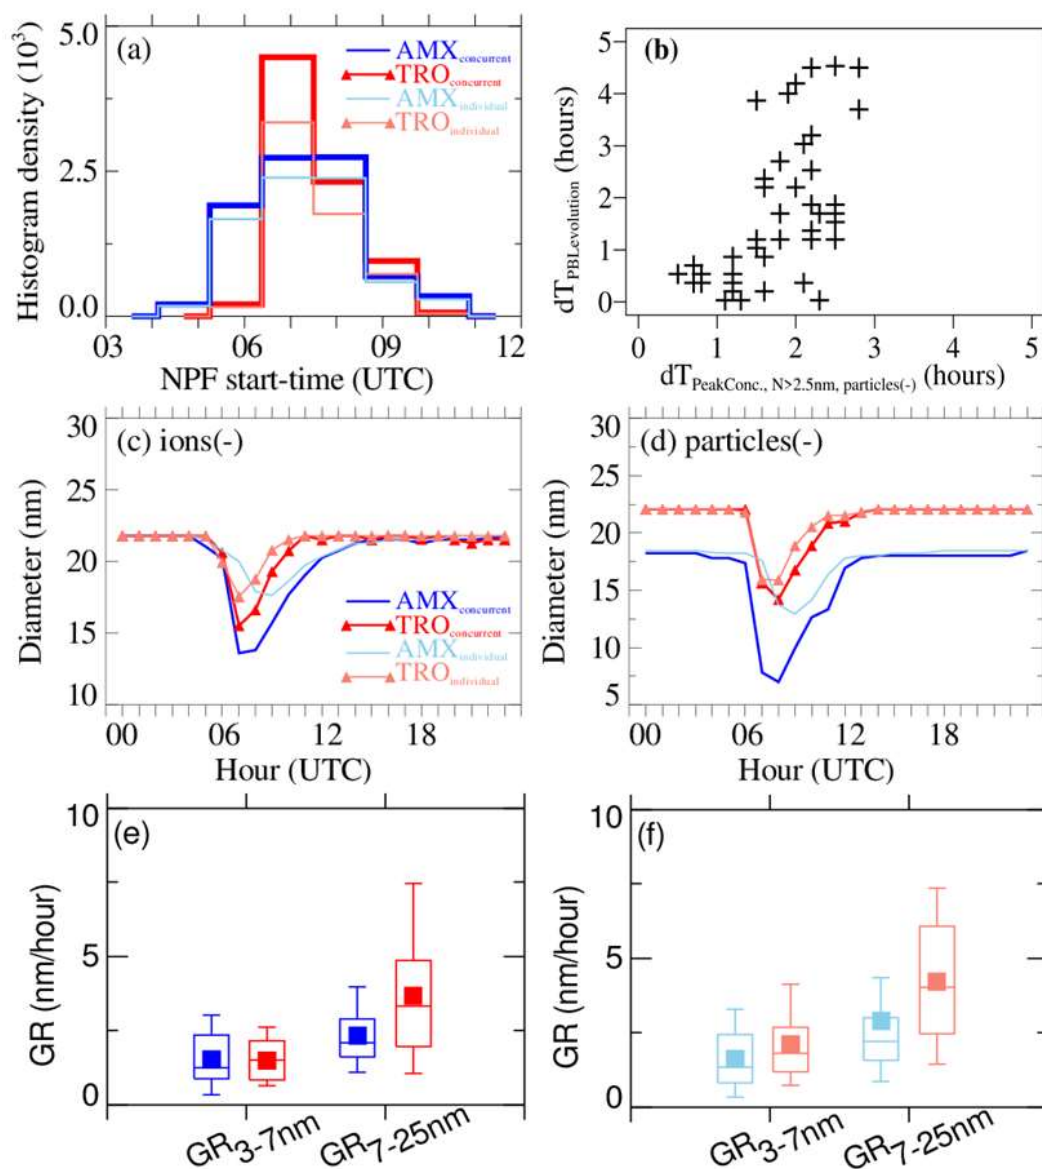 (a)
AMXconcurrent
TROconcurrent
AMXindividual
TROindividual
5.0
2.5
0.0
Histogram density (10³)
03 06 09 12
NPF start-time (UTC)
(b)
5
4
3
2
1
0
dTPBLevolution (hours)
0 1 2 3 4 5
dTPeakConc., N>2.5nm, particles(-) (hours)
(c) ions(-)
30
25
20
15
10
Diameter (nm)
AMXconcurrent
TROconcurrent
AMXindividual
TROindividual
00 06 12 18
Hour (UTC)
(d) particles(-)
30
25
20
15
10
5
Diameter (nm)
00 06 12 18
Hour (UTC)
(e)
10
5
0
GR (nm/hour)
GR3-7nm GR7-25nm
(f)
10
5
0
GR (nm/hour)
GR3-7nm GR7-25nm